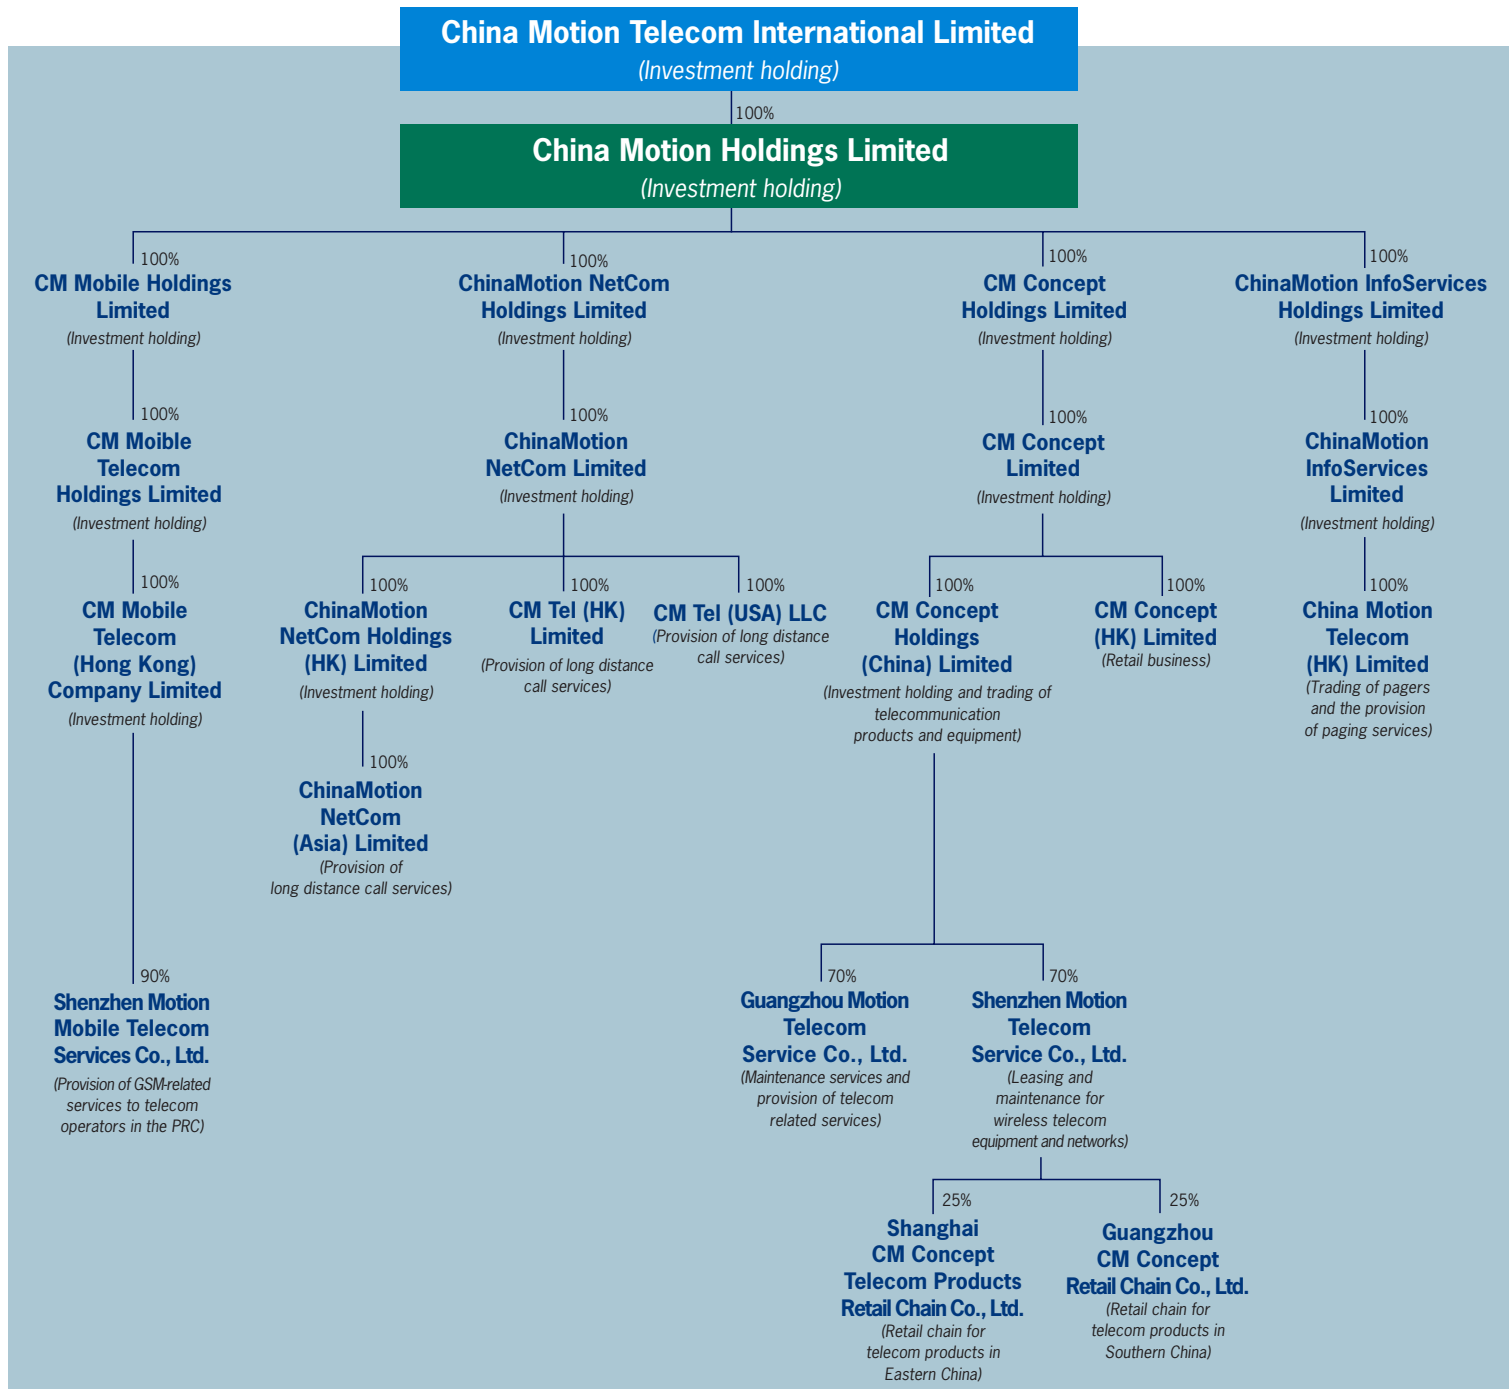 China Motion Telecom International Limited
(Investment holding)
100%
China Motion Holdings Limited
(Investment holding)
100%
CM Mobile Holdings
Limited
(Investment holding)
100%
CM Moible
Telecom
Holdings Limited
(Investment holding)
100%
CM Mobile
Telecom
(Hong Kong)
Company Limited
(Investment holding)
90%
Shenzhen Motion
Mobile Telecom
Services Co., Ltd.
(Provision of GSM-related
services to telecom
operators in the PRC)
100%
ChinaMotion NetCom
Holdings Limited
(Investment holding)
100%
ChinaMotion
NetCom Limited
(Investment holding)
100%
ChinaMotion
NetCom Holdings
(HK) Limited
(Investment holding)
100%
ChinaMotion
NetCom
(Asia) Limited
(Provision of
long distance call services)
100%
CM Tel (HK)
Limited
(Provision of long distance
call services)
100%
CM Tel (USA) LLC
(Provision of long distance
call services)
100%
CM Concept
Holdings Limited
(Investment holding)
100%
CM Concept
Limited
(Investment holding)
100%
CM Concept
Holdings
(China) Limited
(Investment holding and trading of
telecommunication
products and equipment)
100%
CM Concept
(HK) Limited
(Retail business)
70%
Guangzhou Motion
Telecom
Service Co., Ltd.
(Maintenance services and
provision of telecom
related services)
70%
Shenzhen Motion
Telecom
Service Co., Ltd.
(Leasing and
maintenance for
wireless telecom
equipment and networks)
25%
Shanghai
CM Concept
Telecom Products
Retail Chain Co., Ltd.
(Retail chain for
telecom products in
Eastern China)
25%
Guangzhou
CM Concept
Retail Chain Co., Ltd.
(Retail chain for
telecom products in
Southern China)
100%
ChinaMotion InfoServices
Holdings Limited
(Investment holding)
100%
ChinaMotion
InfoServices
Limited
(Investment holding)
100%
China Motion
Telecom
(HK) Limited
(Trading of pagers
and the provision
of paging services)